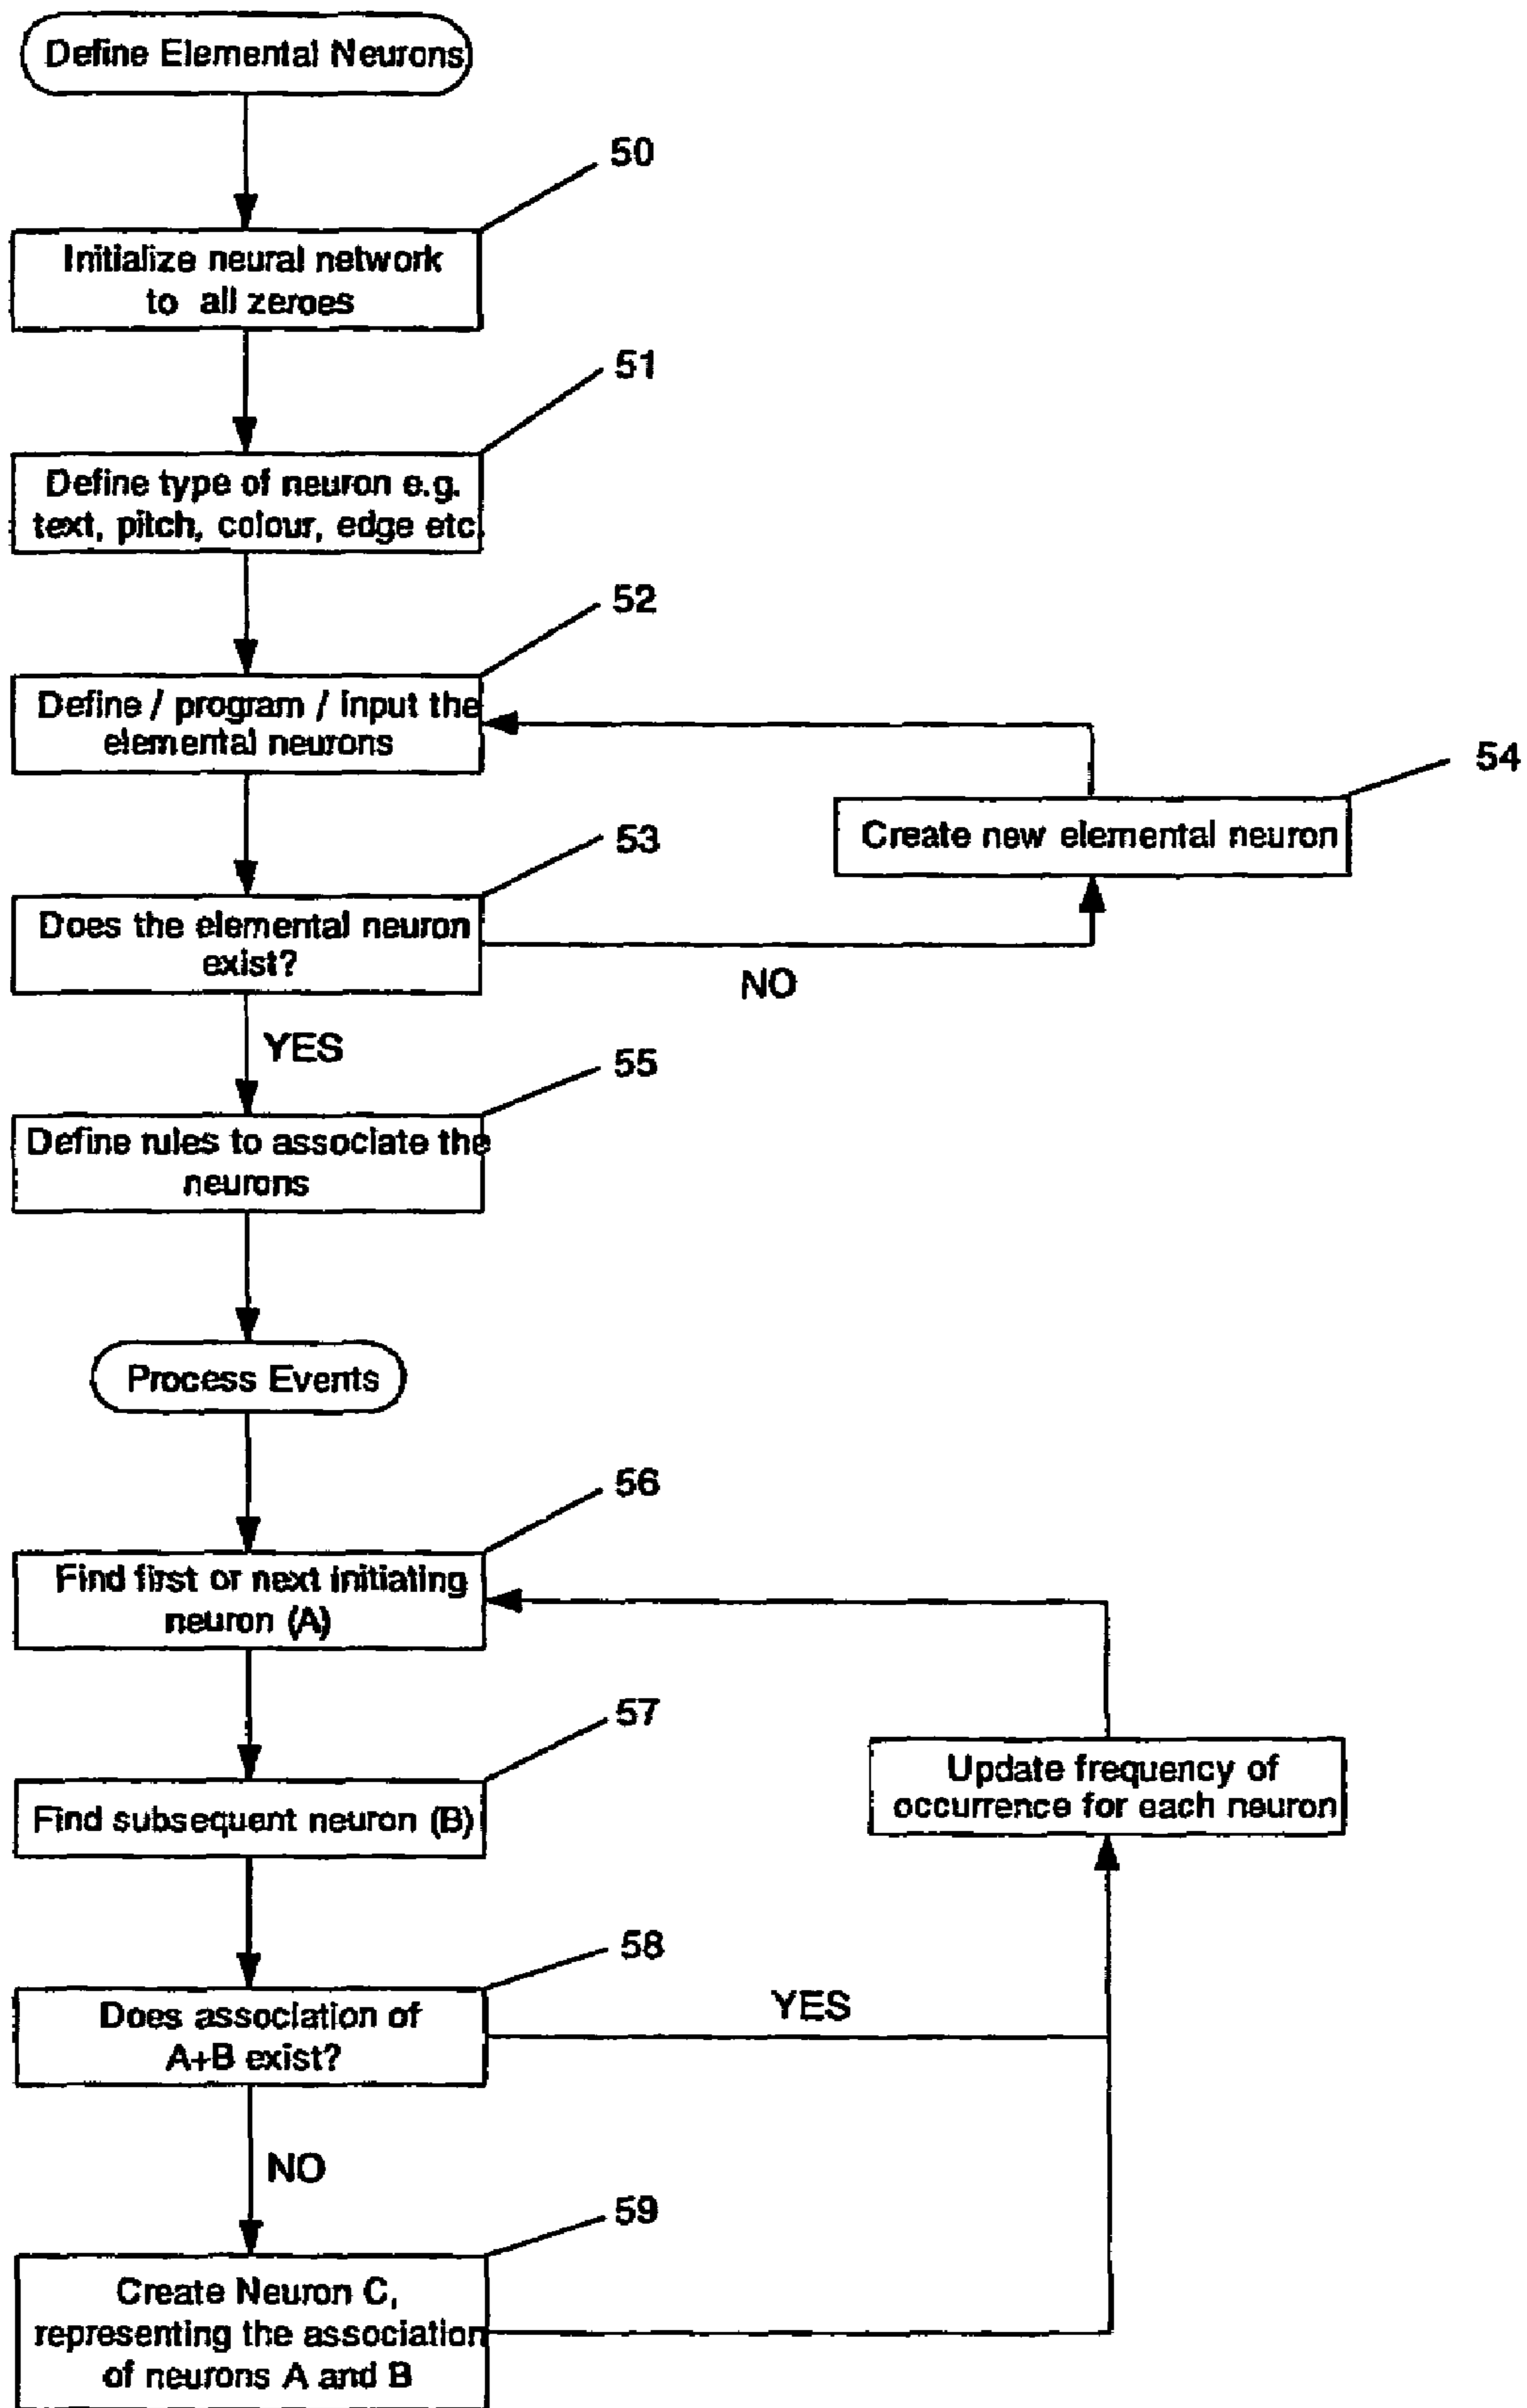 Define Elemental Neurons
50
Initialize neural network
to all zeroes
51
Define type of neuron e.g.
text, pitch, colour, edge etc.
52
Define / program / input the
elemental neurons
54
Create new elemental neuron
53
Does the elemental neuron
exist?
NO
YES
55
Define rules to associate the
neurons
Process Events
56
Find first or next initiating
neuron (A)
57
Find subsequent neuron (B)
Update frequency of
occurrence for each neuron
58
Does association of
A+B exist?
YES
NO
59
Create Neuron C,
representing the association
of neurons A and B